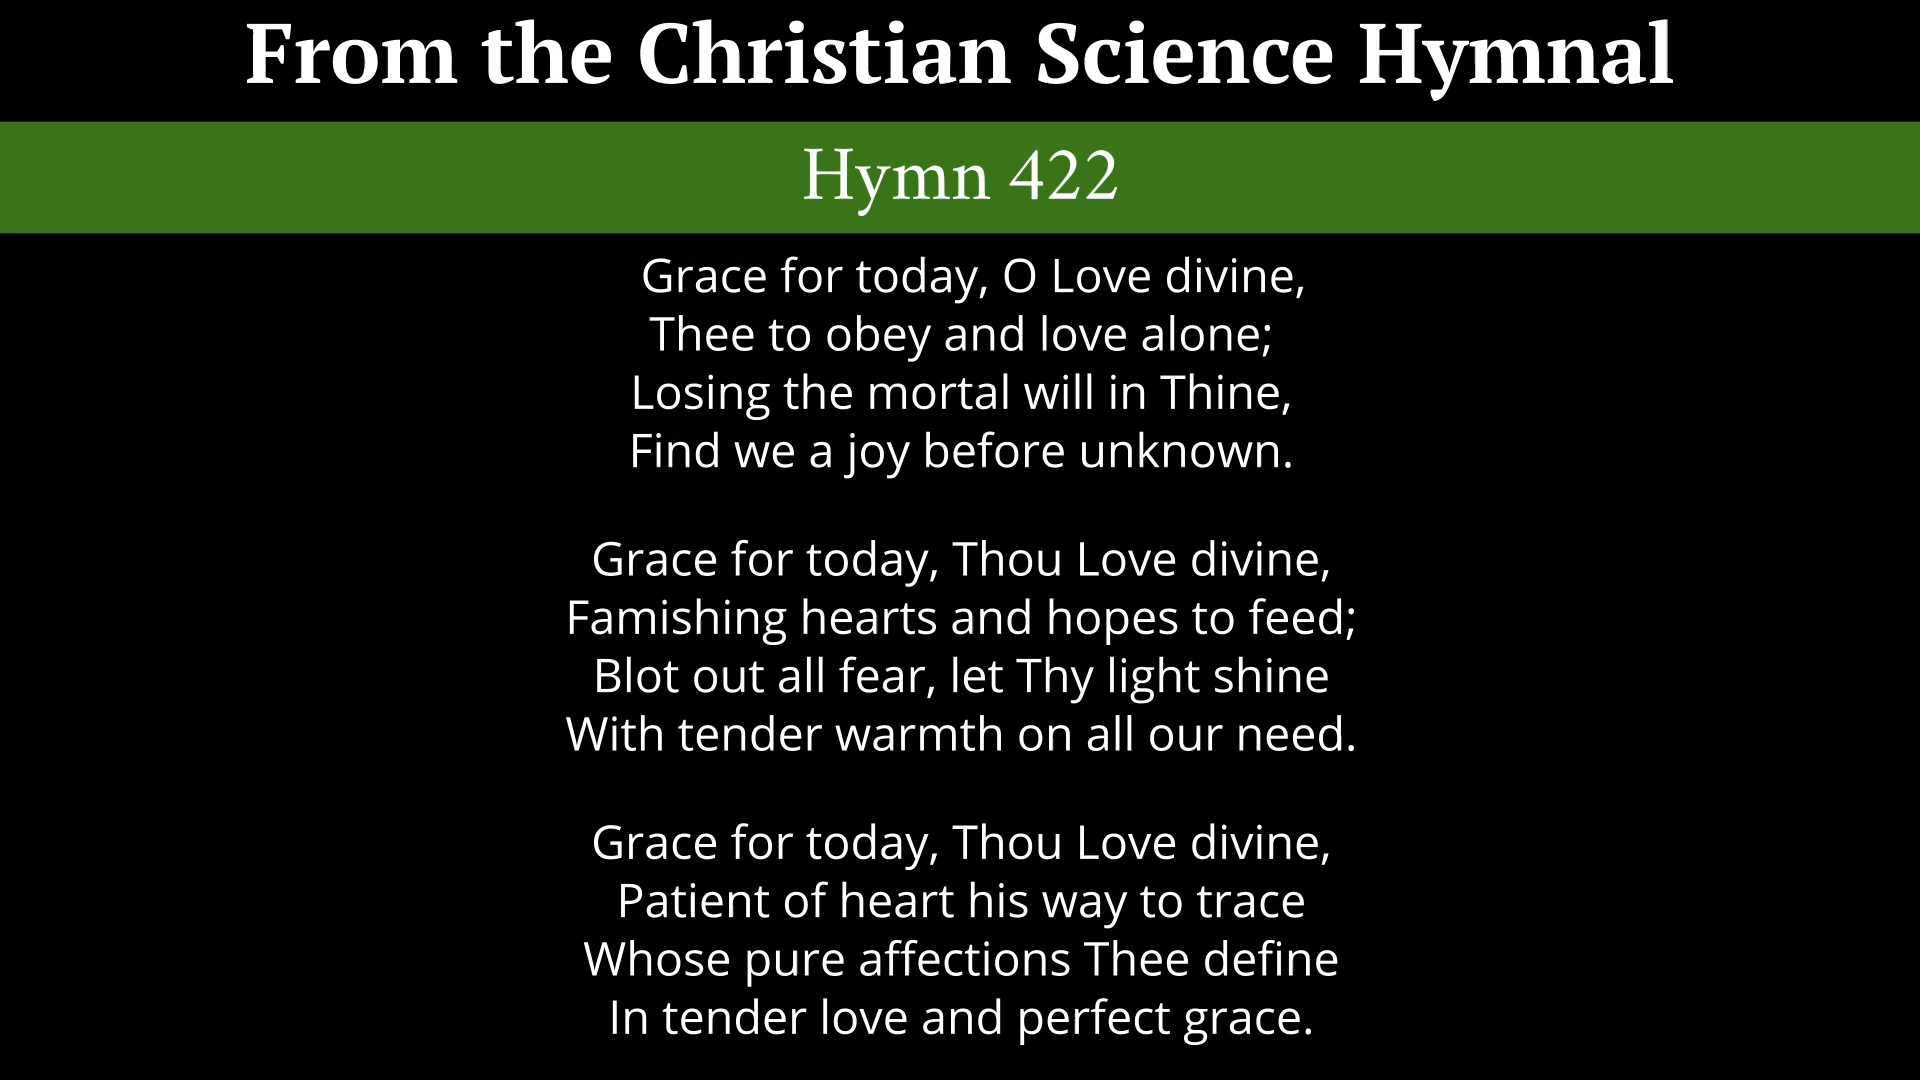 From the Christian Science Hymnal
Hymn 422
Grace for today, O Love divine,
Thee to obey and love alone;
Losing the mortal will in Thine,
Find we a joy before unknown.
Grace for today, Thou Love divine,
Famishing hearts and hopes to feed;
Blot out all fear, let Thy light shine
With tender warmth on all our need.
Grace for today, Thou Love divine,
Patient of heart his way to trace
Whose pure affections Thee define
In tender love and perfect grace.